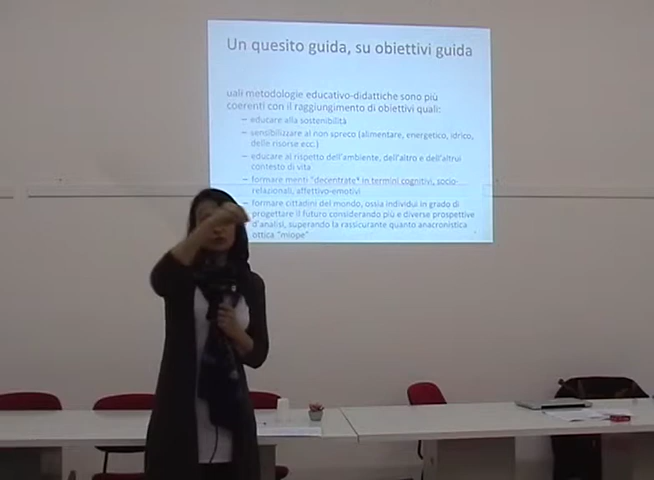 Un quesito guida, su obiettivi guida
uali metodologie educativo-didattiche sono più
coerenti con il raggiungimento di obiettivi quali:
– educare alla sostenibilità
– sensibilizzare al non spreco (alimentare, energetico, idrico,
delle risorse ecc.)
– educare al rispetto dell'ambiente, dell'altro e dell'altrui
contesto di vita
– formare menti "decentrate" in termini cognitivi, socio-
relazionali, affettivo-emotivi
– formare cittadini del mondo, ossia individui in grado di
progettare il futuro considerando più e diverse prospettive
d'analisi, superando la rassicurante quanto anacronistica
ottica "miope"